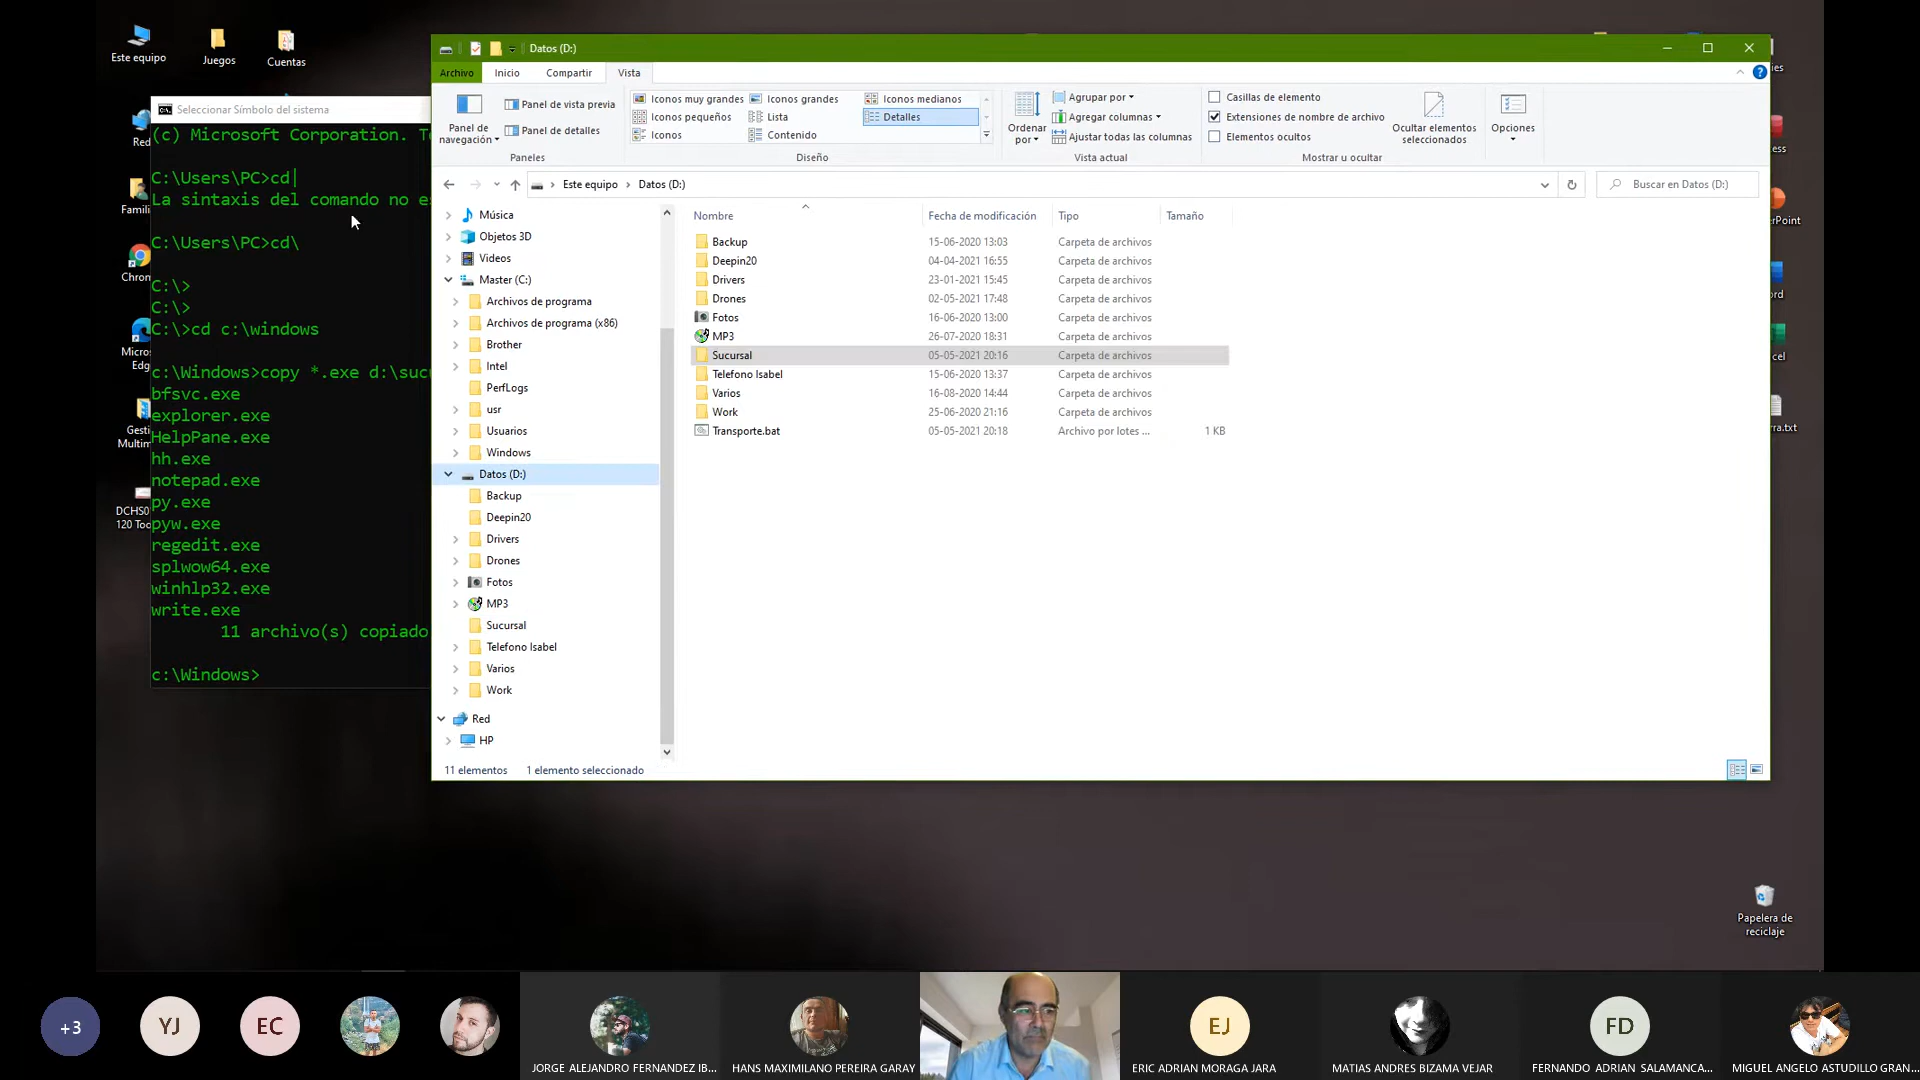 Este equipo
Juegos
Cuentas
Red
Famili
Chron
Micros
Edg
Gesti
Multim
DCHS0
120 Too
Seleccionar Símbolo del sistema
(c) Microsoft Corporation. To
C:\Users\PC>cd
La sintaxis del comando no es
C:\Users\PC>cd\
C:\>
C:\>
C:\>cd c:\windows
c:\Windows>copy *.exe d:\sucu
bfsvc.exe
explorer.exe
HelpPane.exe
hh.exe
notepad.exe
py.exe
pyw.exe
regedit.exe
splwow64.exe
winhlp32.exe
write.exe
11 archivo(s) copiado
c:\Windows>
Datos (D:)
Archivo Inicio Compartir Vista
Panel de navegación
Panel de vista previa
Panel de detalles
Paneles
Iconos muy grandes Iconos grandes Iconos medianos
Iconos pequeños Lista Detalles
Iconos Contenido
Diseño
Ordenar por
Agrupar por
Agregar columnas
Ajustar todas las columnas
Vista actual
Casillas de elemento
Extensiones de nombre de archivo
Elementos ocultos
Ocultar elementos seleccionados
Mostrar u ocultar
Opciones
Este equipo > Datos (D:)
Buscar en Datos (D:)
Música
Objetos 3D
Videos
Master (C:)
Archivos de programa
Archivos de programa (x86)
Brother
Intel
PerfLogs
usr
Usuarios
Windows
Datos (D:)
Backup
Deepin20
Drivers
Drones
Fotos
MP3
Sucursal
Telefono Isabel
Varios
Work
Red
HP
Nombre Fecha de modificación Tipo Tamaño
Backup 15-06-2020 13:03 Carpeta de archivos
Deepin20 04-04-2021 16:55 Carpeta de archivos
Drivers 23-01-2021 15:45 Carpeta de archivos
Drones 02-05-2021 17:48 Carpeta de archivos
Fotos 16-06-2020 13:00 Carpeta de archivos
MP3 26-07-2020 18:31 Carpeta de archivos
Sucursal 05-05-2021 20:16 Carpeta de archivos
Telefono Isabel 15-06-2020 13:37 Carpeta de archivos
Varios 16-08-2020 14:44 Carpeta de archivos
Work 25-06-2020 21:16 Carpeta de archivos
Transporte.bat 05-05-2021 20:18 Archivo por lotes ... 1 KB
11 elementos 1 elemento seleccionado
Papelera de
reciclaje
+3
YJ
EC
JORGE ALEJANDRO FERNANDEZ IB...
HANS MAXIMILANO PEREIRA GARAY
EJ
ERIC ADRIAN MORAGA JARA
MATIAS ANDRES BIZAMA VEJAR
FD
FERNANDO ADRIAN SALAMANCA...
MIGUEL ANGELO ASTUDILLO GRAN...